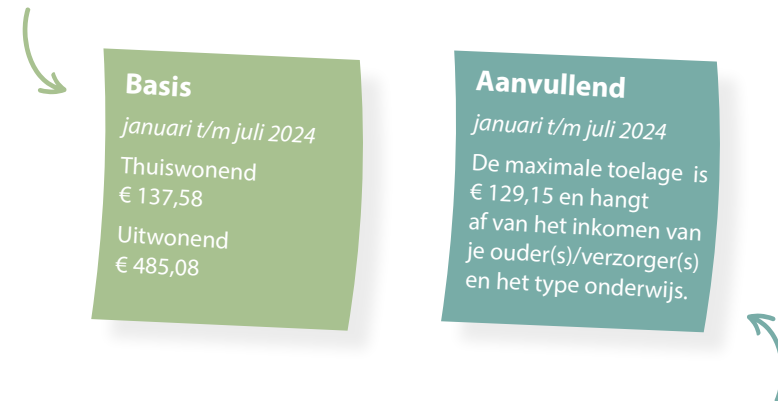 Basis
januari t/m juli 2024
Thuiswonend
€ 137,58
Uitwonend
€ 485,08
Aanvullend
januari t/m juli 2024
De maximale toelage is
€ 129,15 en hangt
af van het inkomen van
je ouder(s)/verzorger(s)
en het type onderwijs.